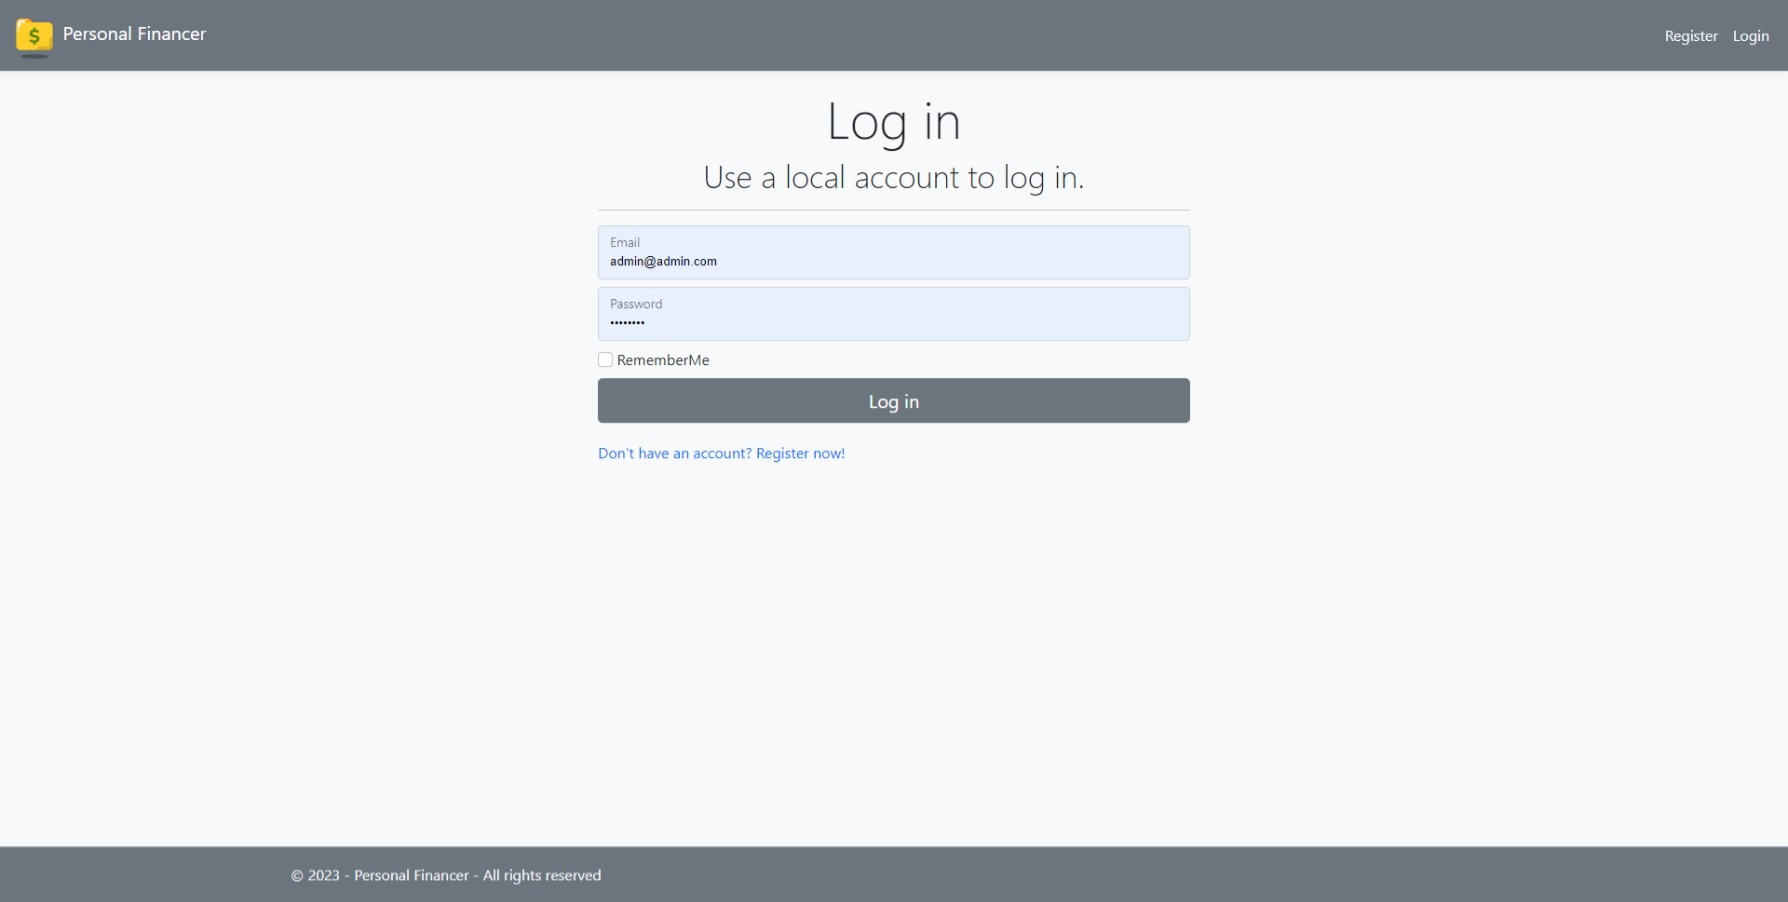 Personal Financer
Register Login
Log in
Use a local account to log in.
Email
admin@admin.com
Password
••••••••
RememberMe
Log in
Don't have an account? Register now!
© 2023 - Personal Financer - All rights reserved